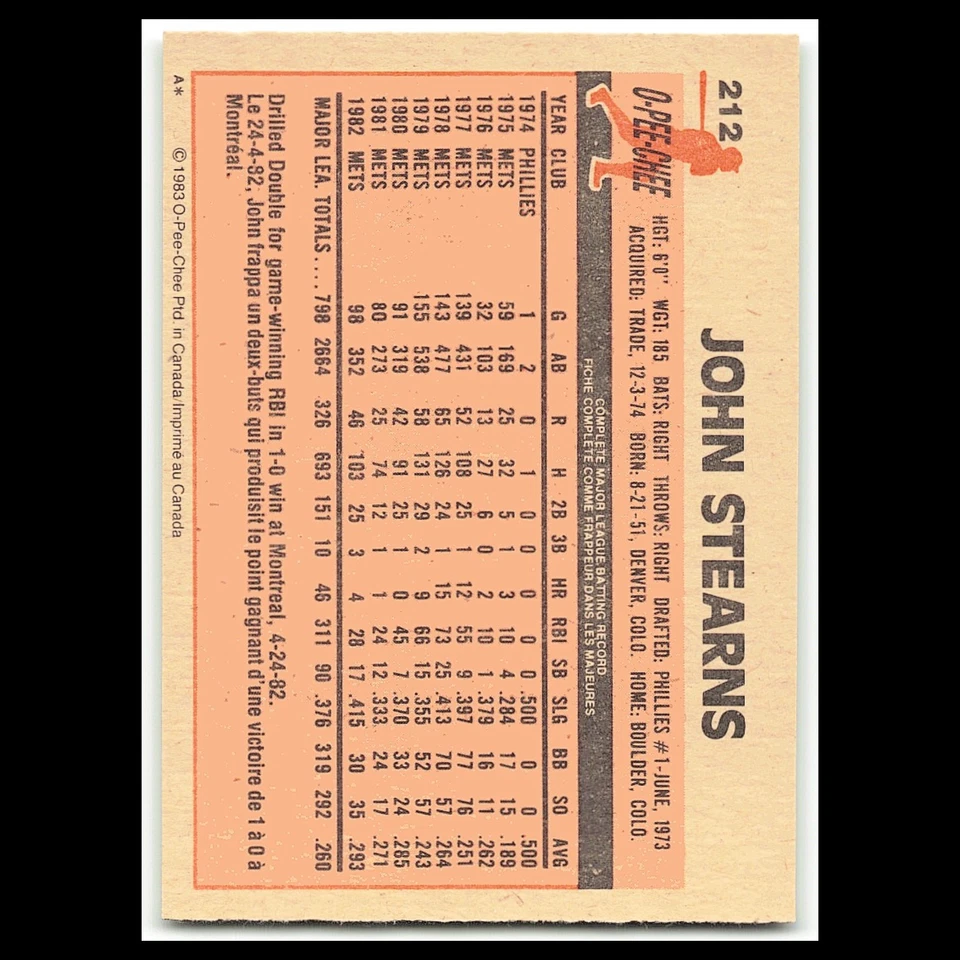 212
JOHN STEARNS
O-PEE-CHEE
HGT: 6'0" WGT: 185 BATS: RIGHT THROWS: RIGHT DRAFTED: PHILLIES #1-JUNE, 1973
ACQUIRED: TRADE, 12-3-74 BORN: 8-21-51, DENVER, COLO. HOME: BOULDER, COLO.
COMPLETE MAJOR LEAGUE BATTING RECORD
FICHE COMPLÈTE COMME FRAPPEUR DANS LES MAJEURES
YEAR CLUB G AB R H 2B 3B HR RBI SB SLG BB SO AVG
1974 PHILLIES 1 2 0 1 0 0 0 0 0 .500 0 0 .500
1975 METS 59 169 25 32 5 1 3 10 4 .284 17 15 .189
1976 METS 32 103 13 27 6 0 2 10 1 .379 16 11 .262
1977 METS 139 431 52 108 25 1 12 55 9 .397 77 76 .251
1978 METS 143 477 65 126 24 1 15 73 25 .413 70 57 .264
1979 METS 155 538 58 131 29 2 9 66 15 .355 52 57 .243
1980 METS 91 319 42 91 25 1 0 45 7 .370 33 24 .285
1981 METS 80 273 25 74 12 1 1 24 12 .333 24 17 .271
1982 METS 98 352 46 103 25 3 4 28 17 .415 30 35 .293
MAJOR LEA. TOTALS.... 798 2664 326 693 151 10 46 311 90 .376 319 292 .260
Drilled Double for game-winning RBI in 1-0 win at Montreal, 4-24-82.
Le 24-4-82, John frappa un deux-buts qui produisit le point gagnant d'une victoire de 1 à 0 à
Montréal.
A* © 1983 O-Pee-Chee Ptd. in Canada/Imprimé au Canada